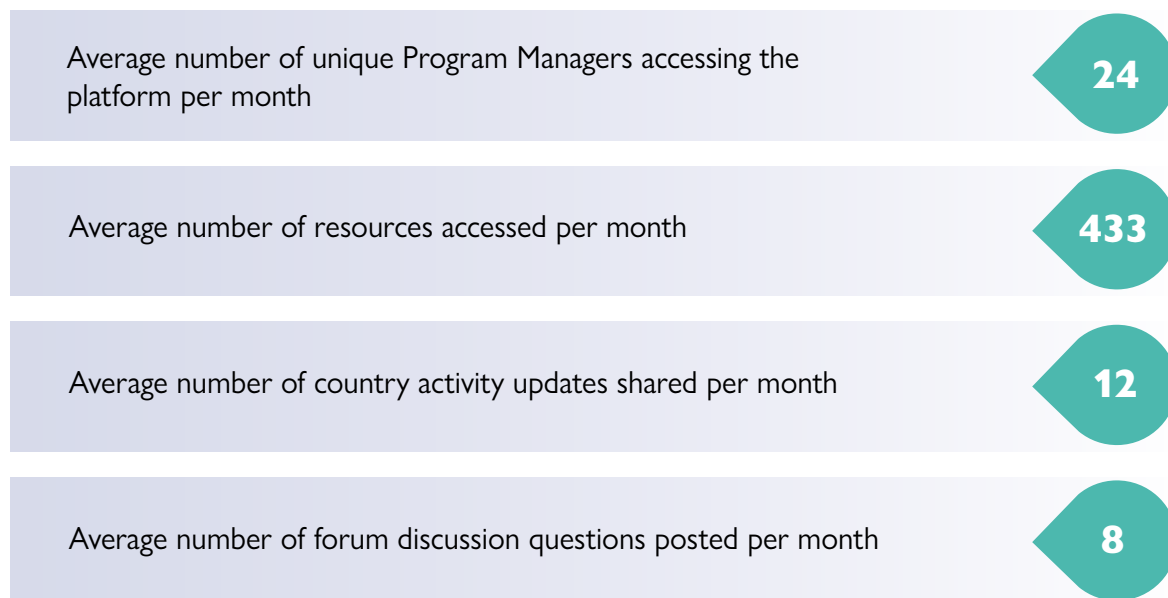 Average number of unique Program Managers accessing the
platform per month
24
Average number of resources accessed per month
433
Average number of country activity updates shared per month
12
Average number of forum discussion questions posted per month
8